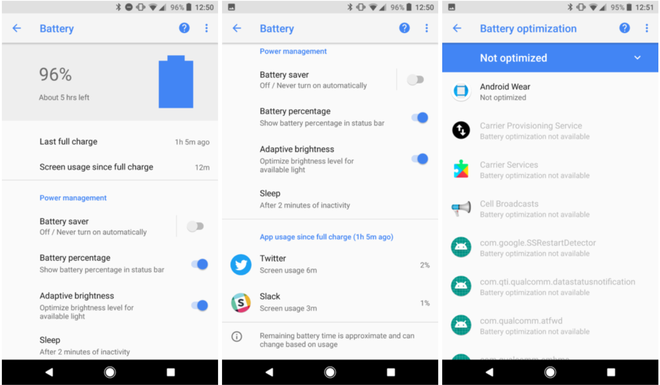 96% 12:50
Battery
96%
About 5 hrs left
Last full charge 1h 5m ago
Screen usage since full charge 12m
Power management
Battery saver
Off / Never turn on automatically
Battery percentage
Show battery percentage in status bar
Adaptive brightness
Optimize brightness level for
available light
Sleep
After 2 minutes of inactivity
96% 12:50
Battery
Power management
Battery saver
Off / Never turn on automatically
Battery percentage
Show battery percentage in status bar
Adaptive brightness
Optimize brightness level for
available light
Sleep
After 2 minutes of inactivity
App usage since full charge (1h 5m ago)
Twitter
Screen usage 6m 2%
Slack
Screen usage 3m 1%
Remaining battery time is approximate and can
change based on usage
95% 12:51
Battery optimization
Not optimized
Android Wear
Not optimized
Carrier Provisioning Service
Battery optimization not available
Carrier Services
Battery optimization not available
Cell Broadcasts
Battery optimization not available
com.google.SSRestartDetector
Battery optimization not available
com.qti.qualcomm.datastatusnotification
Battery optimization not available
com.qualcomm.atfwd
Battery optimization not available